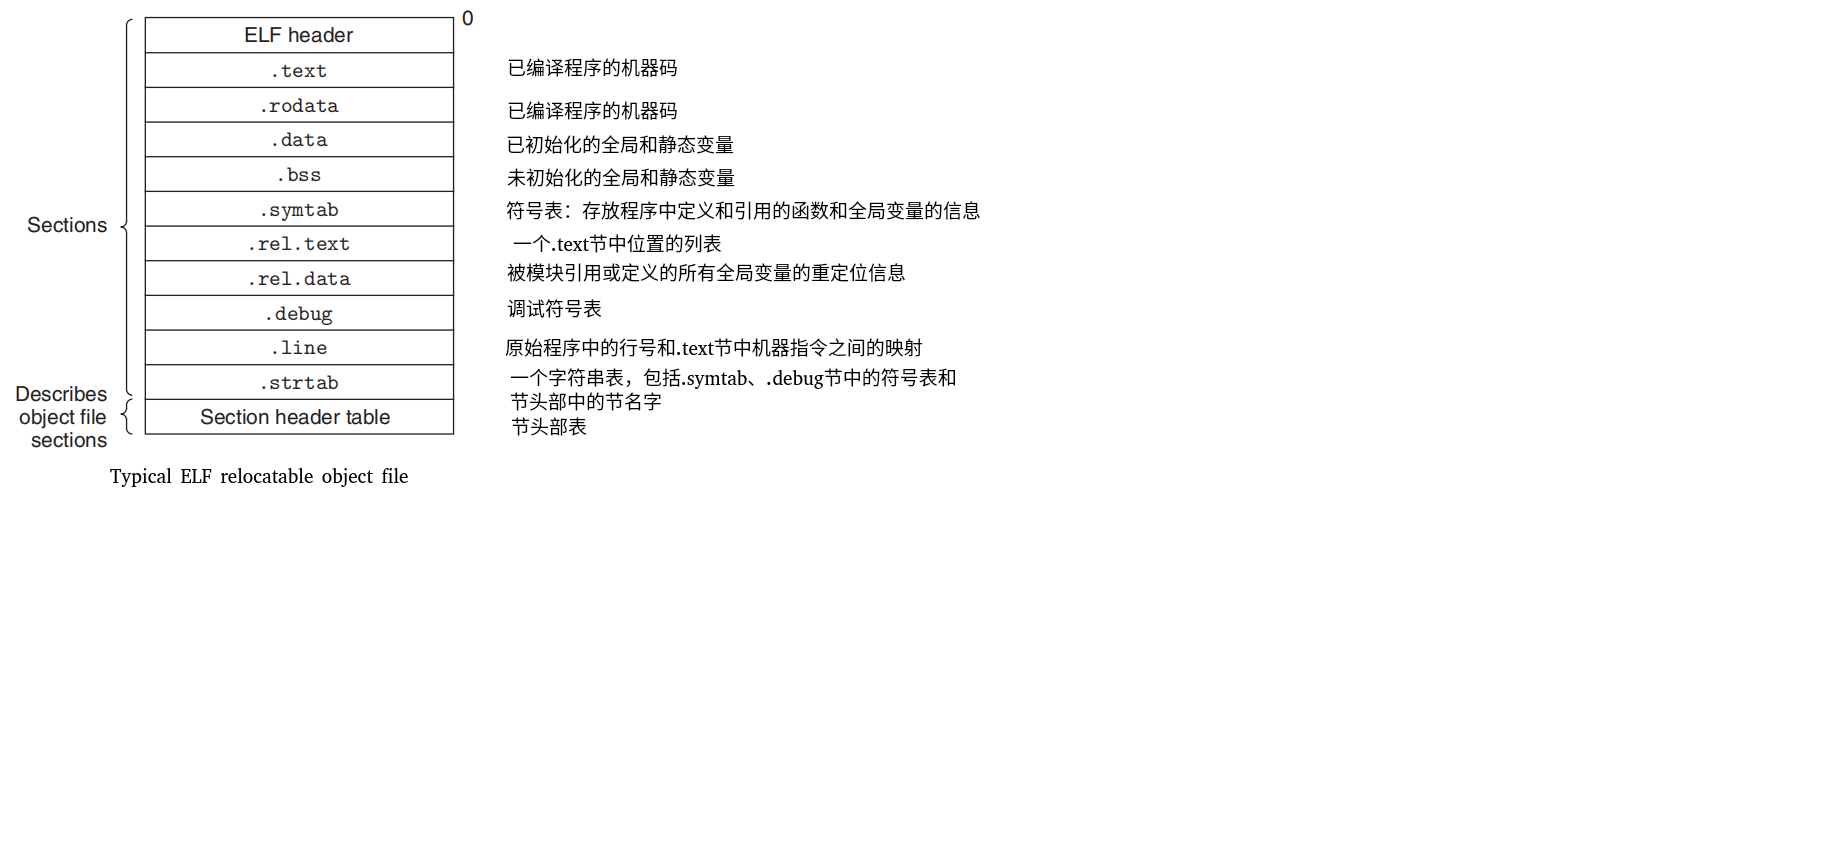 0
ELF header
.text
已编译程序的机器码
.rodata
已编译程序的机器码
.data
已初始化的全局和静态变量
.bss
未初始化的全局和静态变量
.symtab
符号表：存放程序中定义和引用的函数和全局变量的信息
Sections
.rel.text
一个.text节中位置的列表
.rel.data
被模块引用或定义的所有全局变量的重定位信息
.debug
调试符号表
.line
原始程序中的行号和.text节中机器指令之间的映射
.strtab
一个字符串表，包括.symtab、.debug节中的符号表和
节头部中的节名字
Describes
object file
sections
Section header table
节头部表
Typical ELF relocatable object file